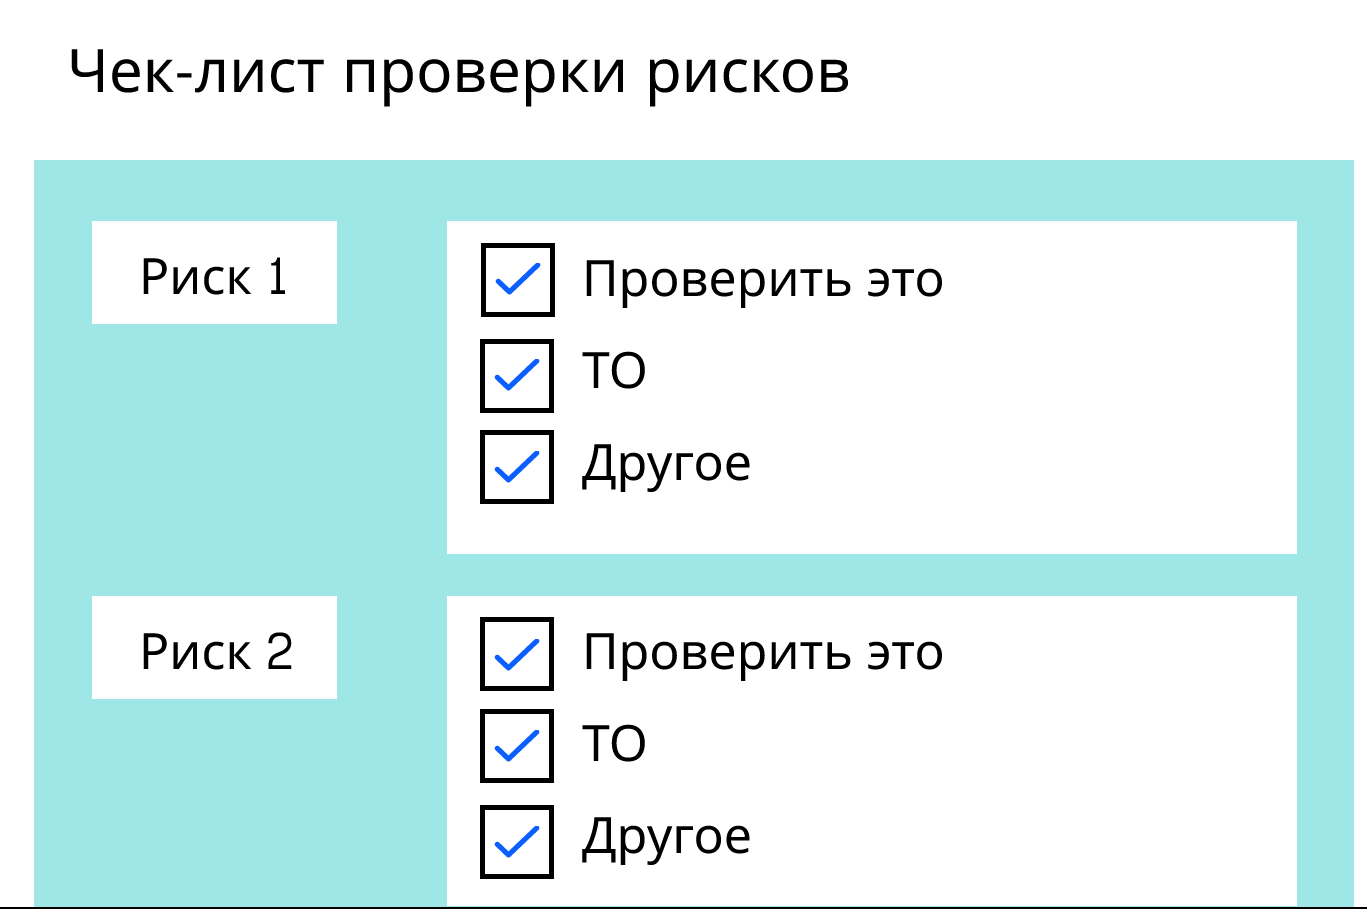 Чек-лист проверки рисков
Риск 1
Проверить это
ТО
Другое
Риск 2
Проверить это
ТО
Другое